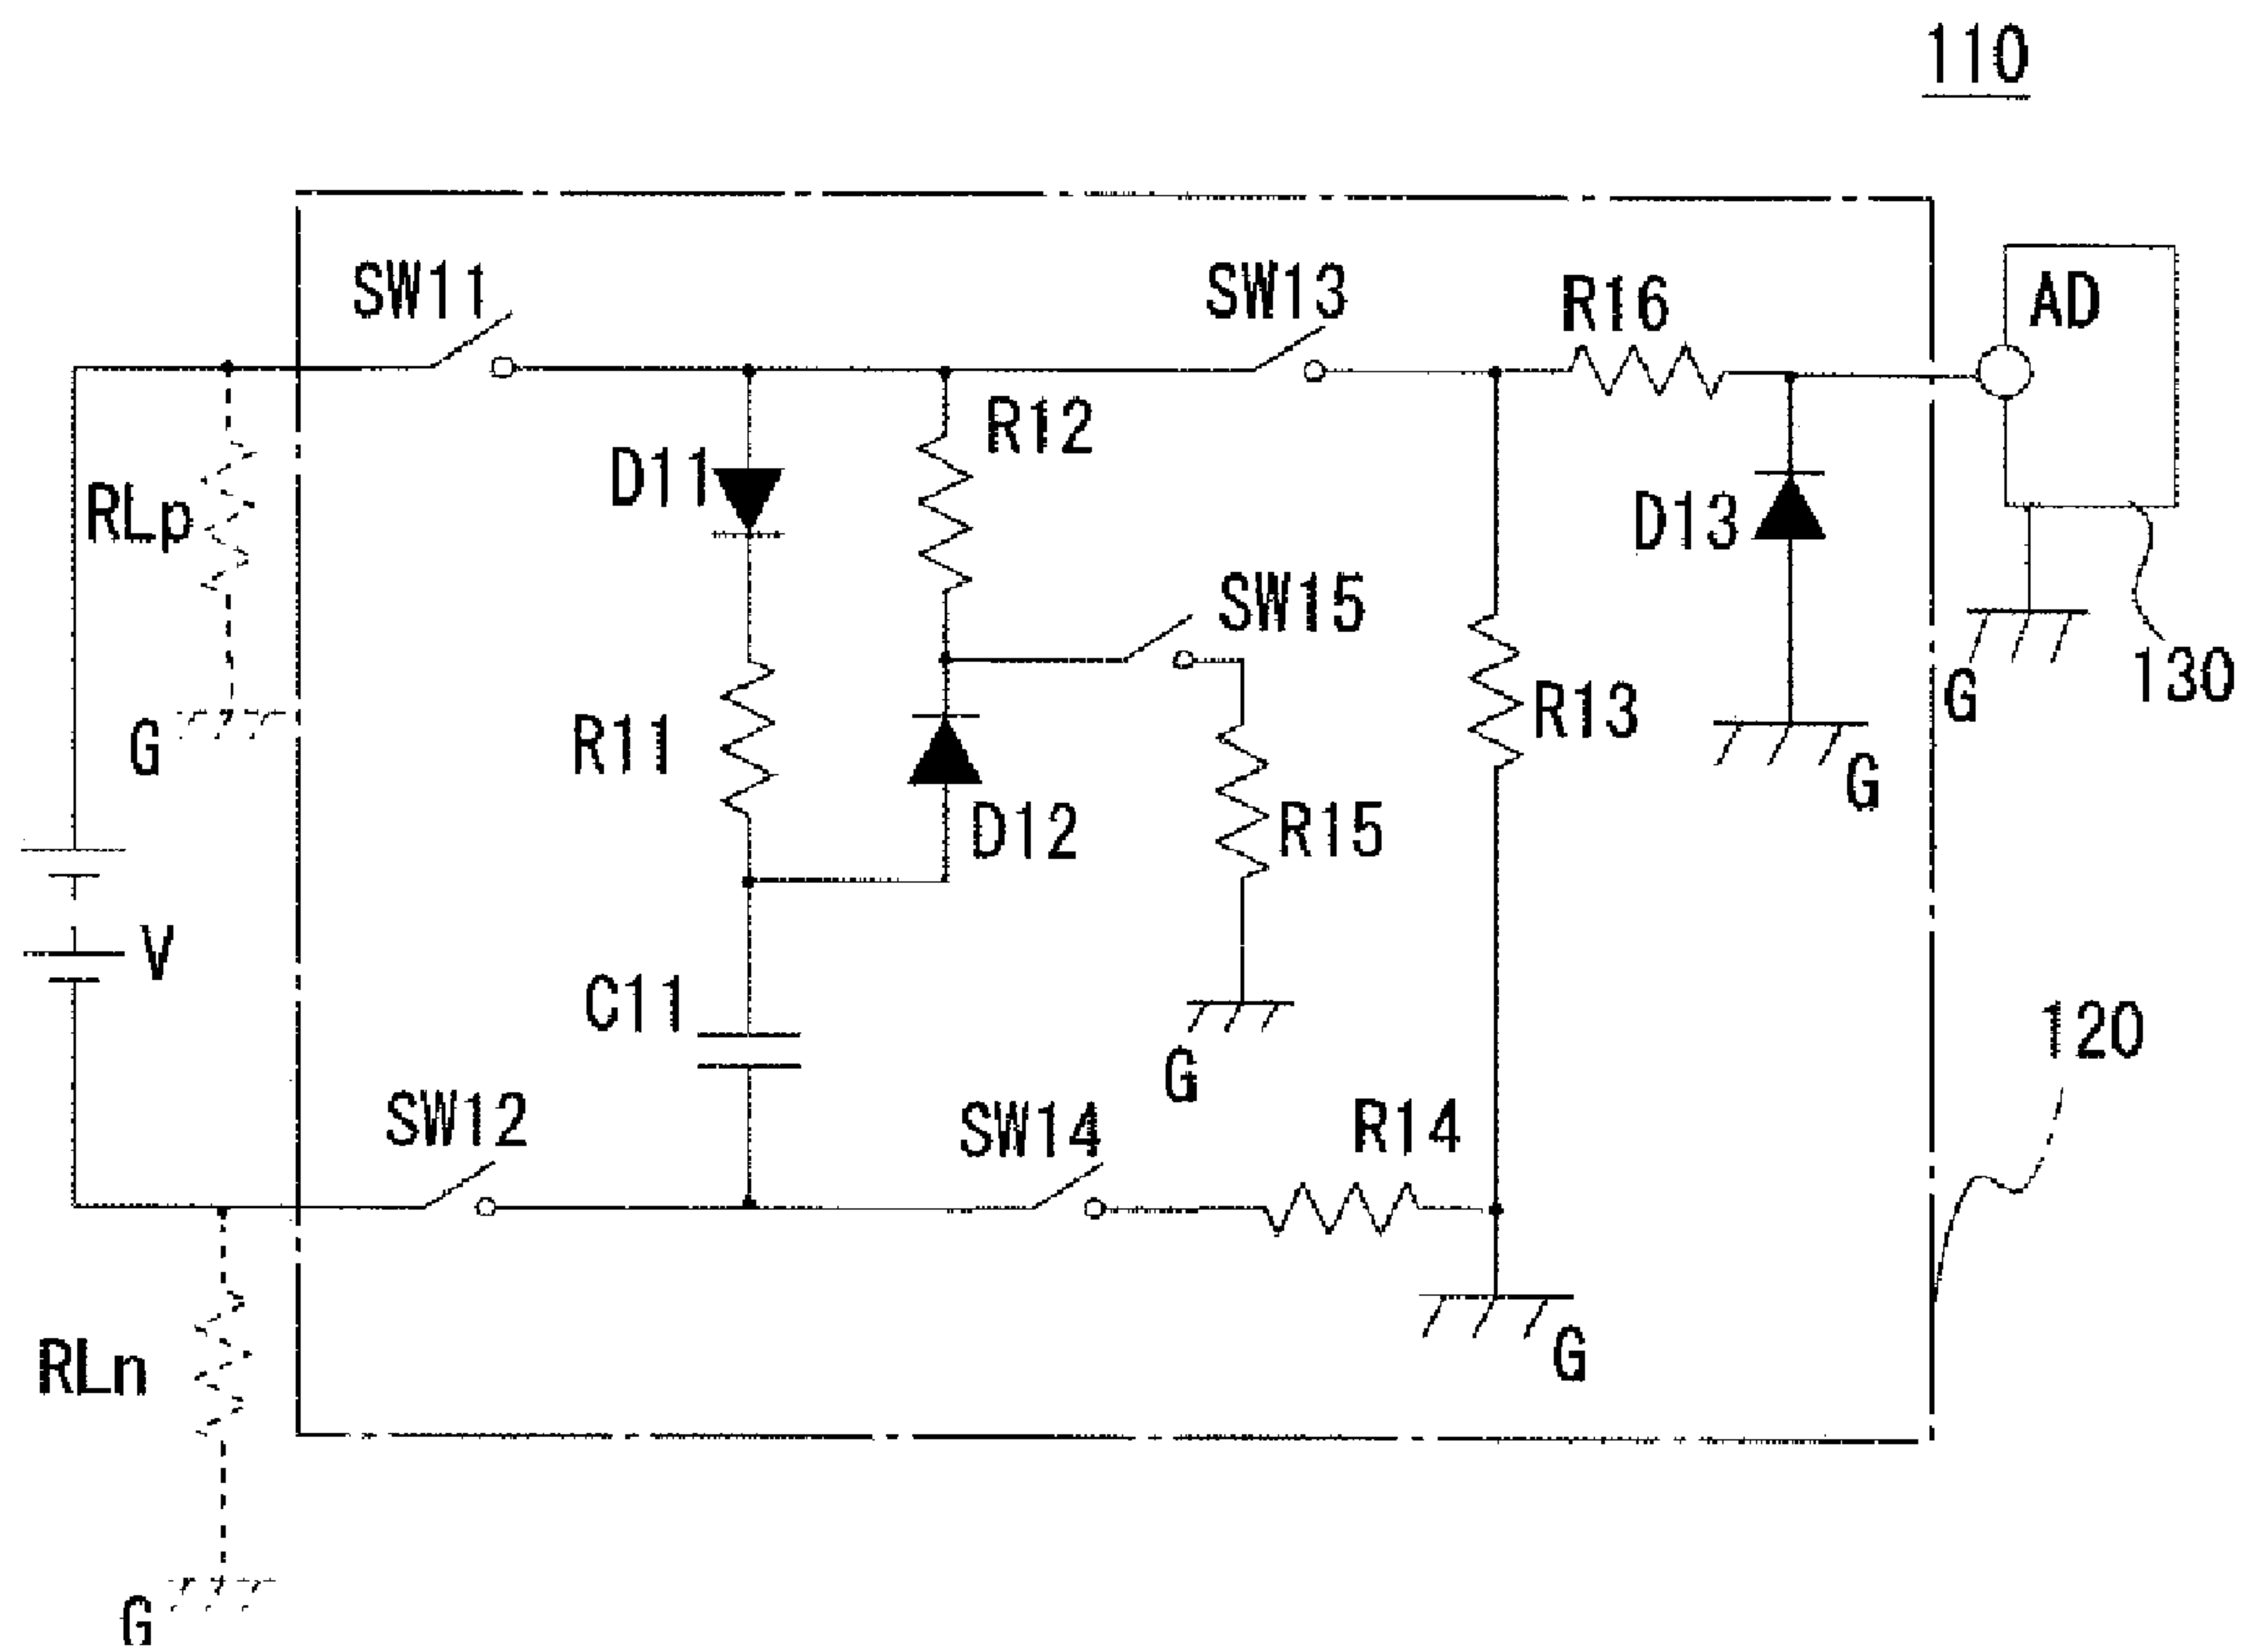 110
SW11
SW13
R16
AD
R12
D11
RLp
D13
SW15
130
G
R13
G
R11
G
D12
R15
V
C11
120
G
SW12
SW14
R14
G
RLn
G